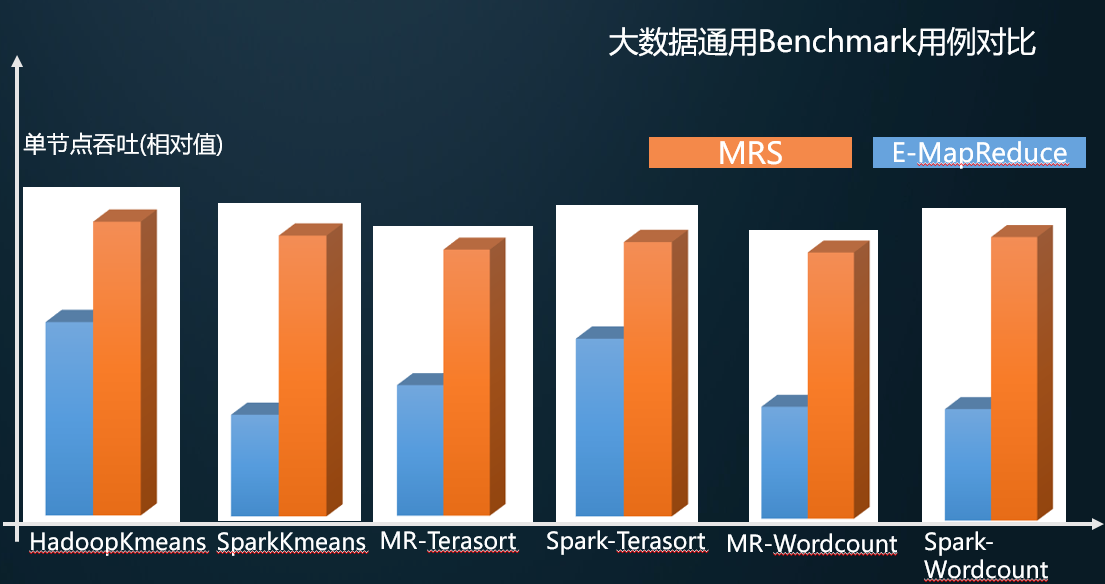 大数据通用Benchmark用例对比
单节点吞吐(相对值)
MRS
E-MapReduce
HadoopKmeans
SparkKmeans
MR-Terasort
Spark-Terasort
MR-Wordcount
Spark-
Wordcount